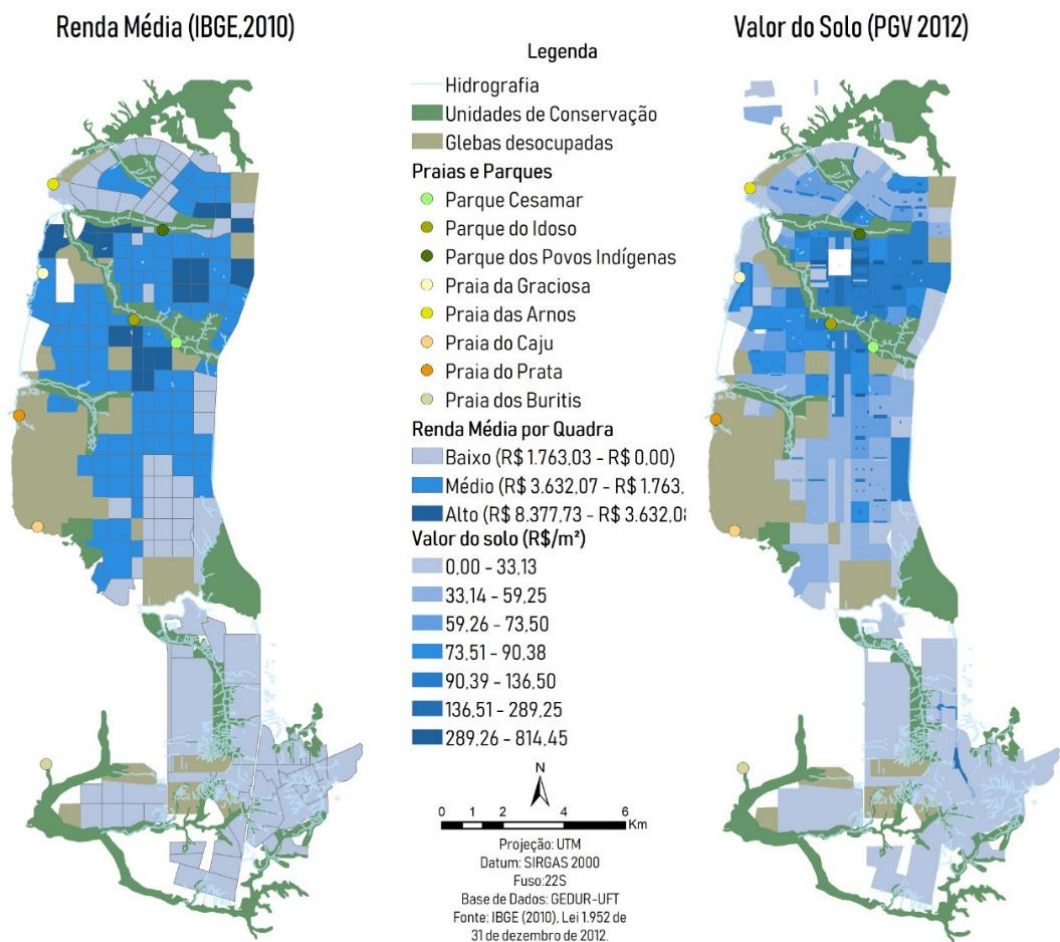 Renda Média (IBGE,2010)
Valor do Solo (PGV 2012)
Legenda
Hidrografia
Unidades de Conservação
Glebas desocupadas
Praias e Parques
Parque Cesamar
Parque do Idoso
Parque dos Povos Indígenas
Praia da Graciosa
Praia das Arnos
Praia do Caju
Praia do Prata
Praia dos Buritis
Renda Média por Quadra
Baixo (R$ 1.763,03 - R$ 0,00)
Médio (R$ 3.632,07 - R$ 1.763,
Alto (R$ 8.377,73 - R$ 3.632,08
Valor do solo (R$/m²)
0,00 - 33,13
33,14 - 59,25
59,26 - 73,50
73,51 - 90,38
90,39 - 136,50
136,51 - 289,25
289,26 - 814,45
N
0 1 2 4 6
Km
Projeção: UTM
Datum: SIRGAS 2000
Fuso:22S
Base de Dados: GEDUR-UFT
Fonte: IBGE (2010), Lei 1.952 de
31 de dezembro de 2012.